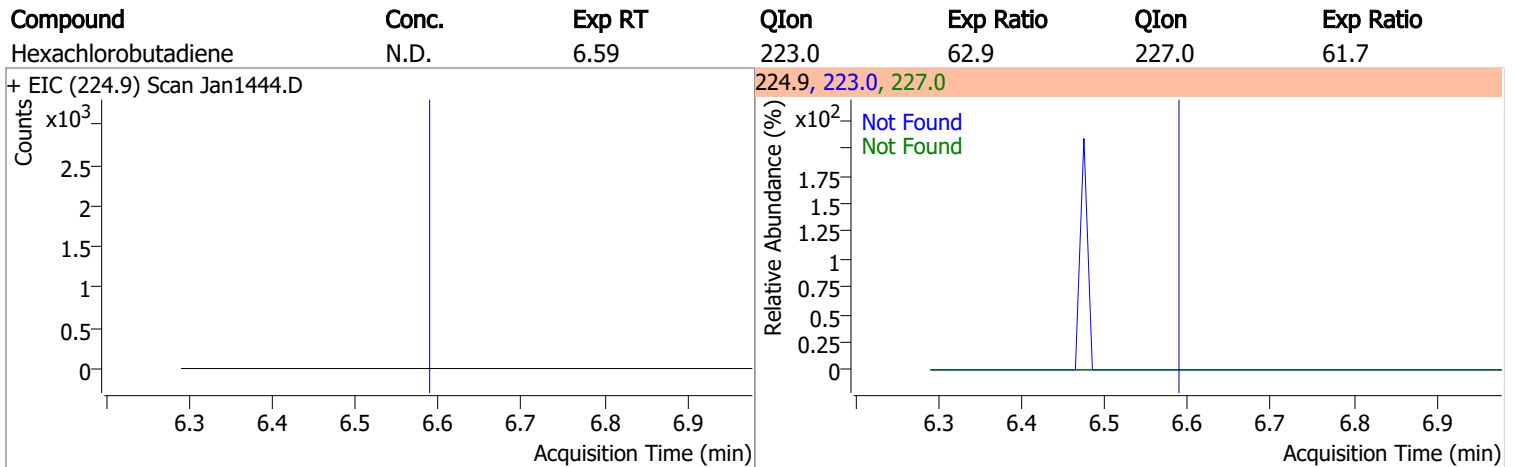 Compound Conc. Exp RT QIon Exp Ratio QIon Exp Ratio
Hexachlorobutadiene N.D. 6.59 223.0 62.9 227.0 61.7
+ EIC (224.9) Scan Jan1444.D
Counts
x10³
2.5
2
1.5
1
0.5
0
6.3 6.4 6.5 6.6 6.7 6.8 6.9
Acquisition Time (min)
224.9, 223.0, 227.0
Relative Abundance (%)
x10²
Not Found
Not Found
1.75
1.5
1.25
1
0.75
0.5
0.25
0
6.3 6.4 6.5 6.6 6.7 6.8 6.9
Acquisition Time (min)